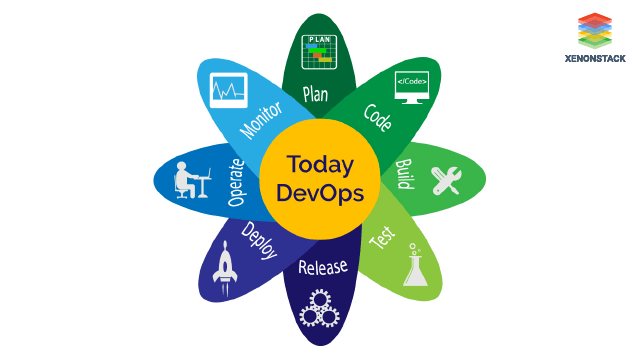 PLAN
Plan
</Code>
Code
Build
Test
Release
Deploy
Operate
Monitor
Today
DevOps
XENONSTACK